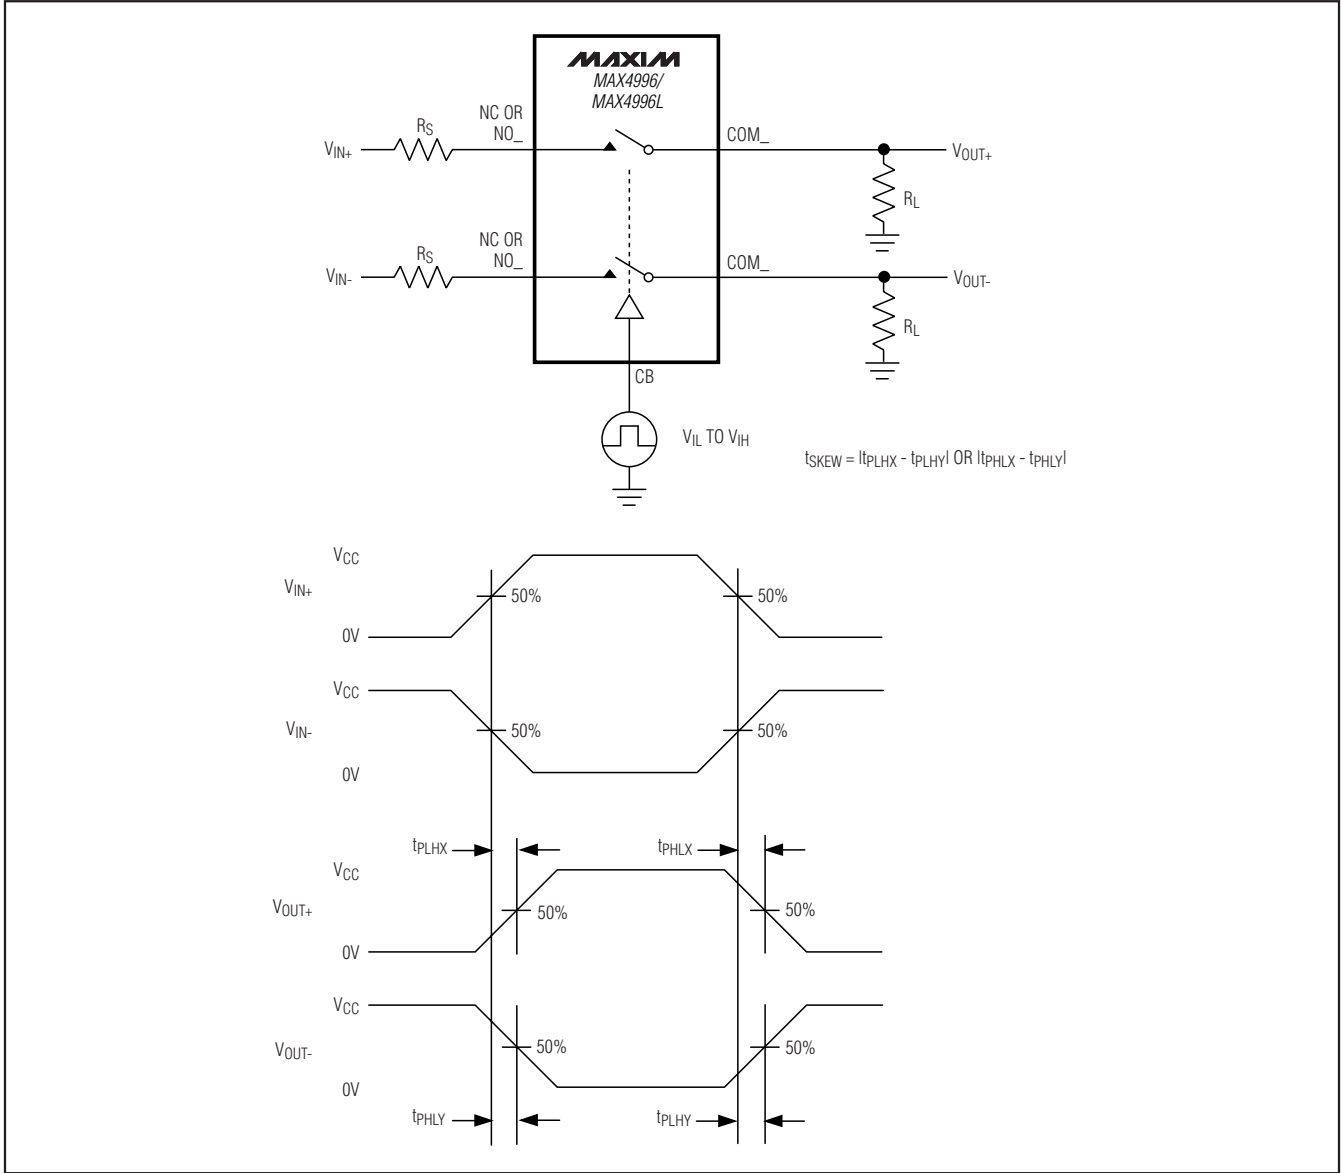 MAXIM
MAX4996/
MAX4996L
NC OR
NO_
RS
VIN+
COM_
VOUT+
RL
NC OR
NO_
RS
VIN-
COM_
VOUT-
RL
CB
VIL TO VIH
tSKEW = |tPLHX - tPLHY| OR |tPHLX - tPHLY|
VCC
VIN+
50%
50%
0V
VCC
VIN-
50%
50%
0V
tPLHX
tPHLX
VCC
VOUT+
50%
50%
0V
VCC
VOUT-
50%
50%
0V
tPHLY
tPLHY